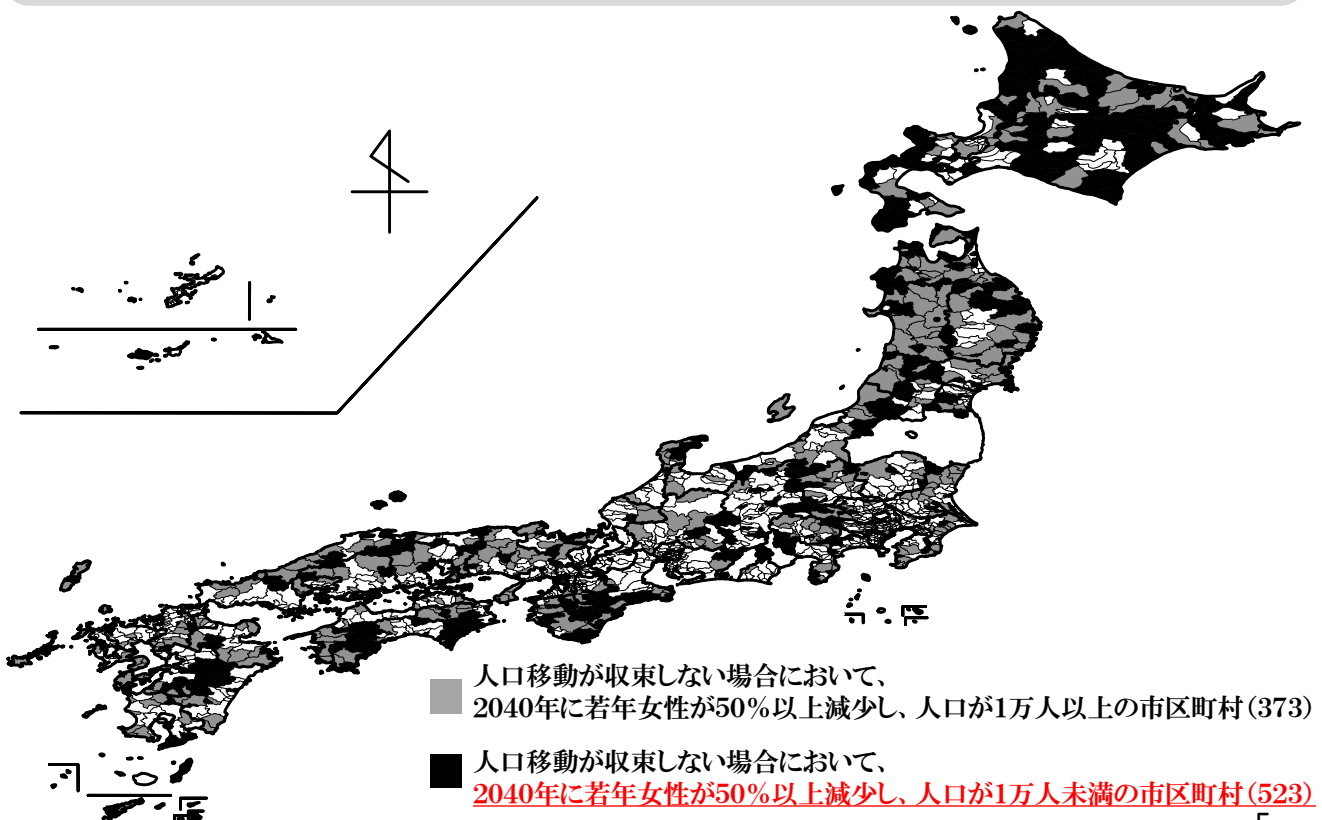 人口移動が収束しない場合において、
2040年に若年女性が50％以上減少し、人口が1万人以上の市区町村(373)
人口移動が収束しない場合において、
2040年に若年女性が50％以上減少し、人口が1万人未満の市区町村(523)